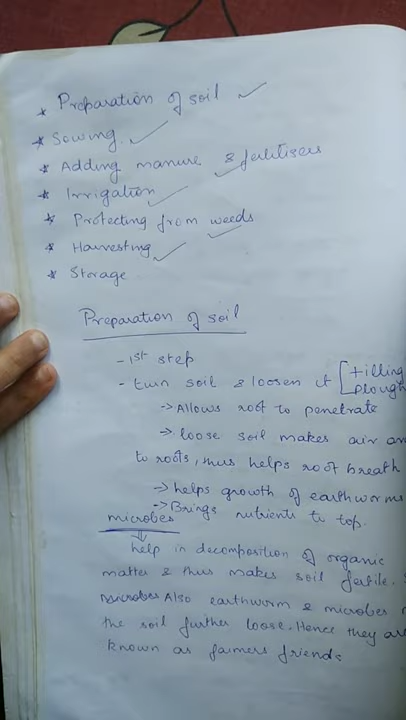 * Preparation of soil ✓
* Sowing. ✓
* Adding manure & fertilisers ✓
* Irrigation ✓
* Protecting from weeds ✓
* Harvesting ✓
* Storage
Preparation of soil
- 1st step
- turn soil & loosen it [tilling
plough
→ Allows root to penetrate
→ loose soil makes air an
to roots, thus helps root breath
→ helps growth of earthworms
→ Brings nutrients to top.
microbes
↓
help in decomposition of organic
matter & thus makes soil fertile.
Also earthworm & microbes
the soil further loose. Hence they are
known as farmers friends